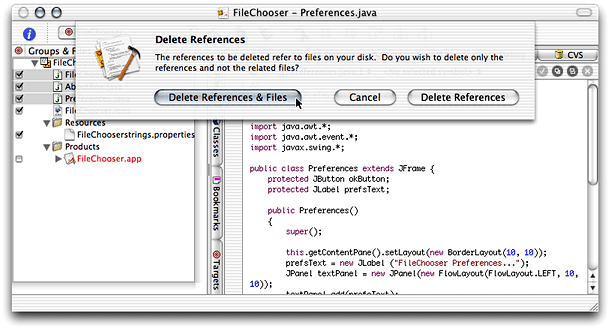 FileChooser – Preferences.java
Delete References
The references to be deleted refer to files on your disk. Do you wish to delete only the
references and not the related files?
Delete References & Files
Cancel
Delete References
Groups & F
CVS
FileCh
File
Ab
Pre
File
Resources
FileChooserstrings.properties
Products
FileChooser.app
Classes
Bookmarks
Targets
import java.awt.*;
import java.awt.event.*;
import javax.swing.*;
public class Preferences extends JFrame {
protected JButton okButton;
protected JLabel prefsText;
public Preferences()
{
super();
this.getContentPane().setLayout(new BorderLayout(10, 10));
prefsText = new JLabel ("FileChooser Preferences...");
JPanel textPanel = new JPanel(new FlowLayout(FlowLayout.LEFT, 10,
10));
textPanel.add(prefsText);